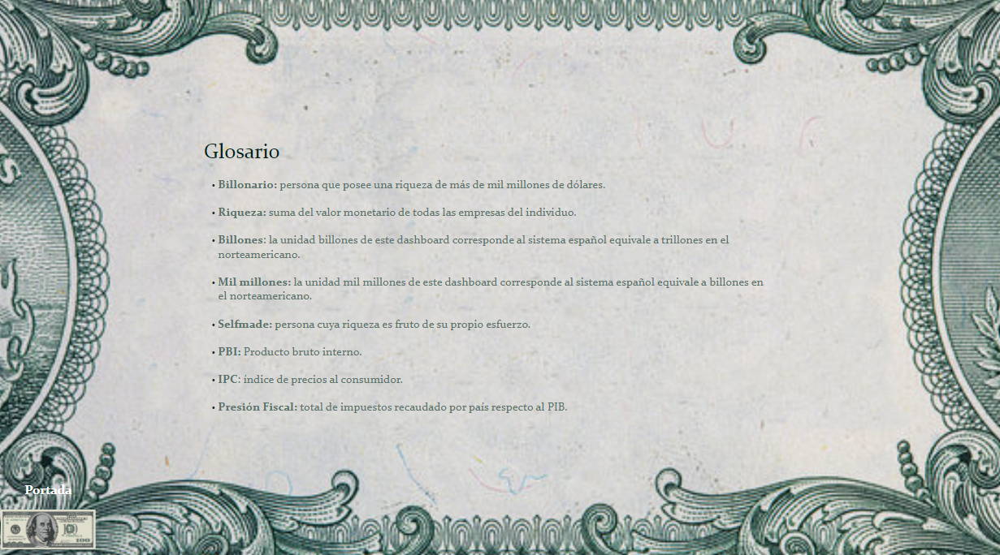 Glosario
• Billonario: persona que posee una riqueza de más de mil millones de dólares.
• Riqueza: suma del valor monetario de todas las empresas del individuo.
• Billones: la unidad billones de este dashboard corresponde al sistema español equivale a trillones en el
norteamericano.
• Mil millones: la unidad mil millones de este dashboard corresponde al sistema español equivale a billones en
el norteamericano.
• Selfmade: persona cuya riqueza es fruto de su propio esfuerzo.
• PBI: Producto bruto interno.
• IPC: índice de precios al consumidor.
• Presión Fiscal: total de impuestos recaudado por país respecto al PIB.
Portada
100